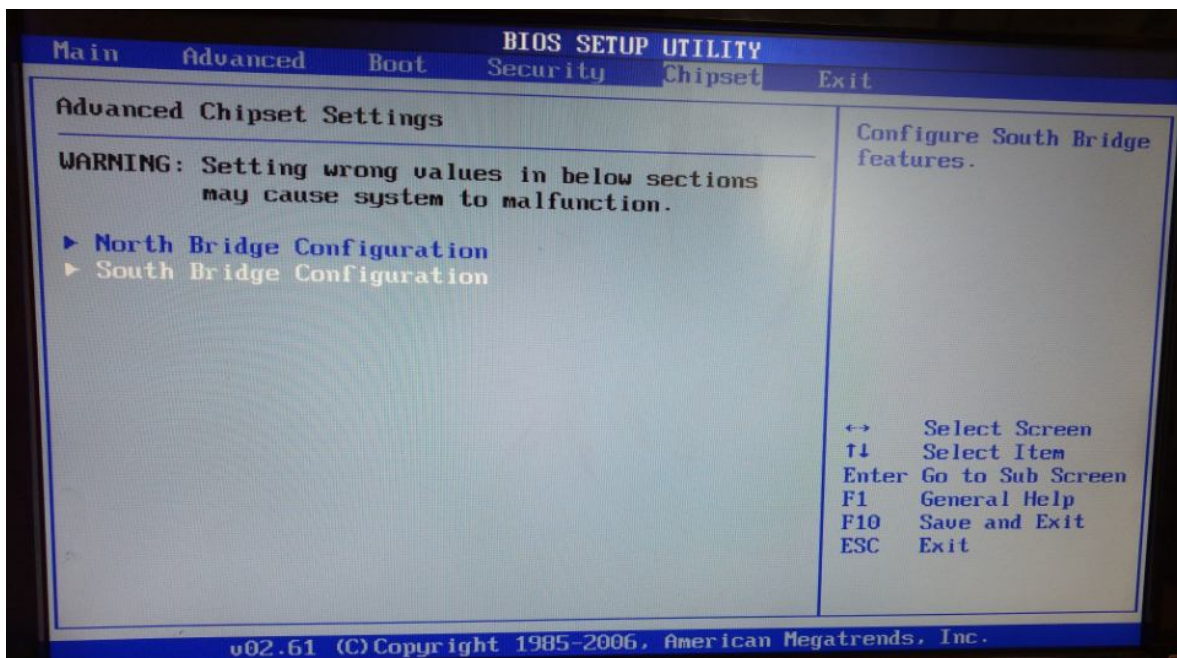 BIOS SETUP UTILITY
Main Advanced Boot Security Chipset Exit
Advanced Chipset Settings
WARNING: Setting wrong values in below sections
may cause system to malfunction.
► North Bridge Configuration
► South Bridge Configuration
Configure South Bridge
features.
↔ Select Screen
↑↓ Select Item
Enter Go to Sub Screen
F1 General Help
F10 Save and Exit
ESC Exit
v02.61 (C)Copyright 1985-2006, American Megatrends, Inc.